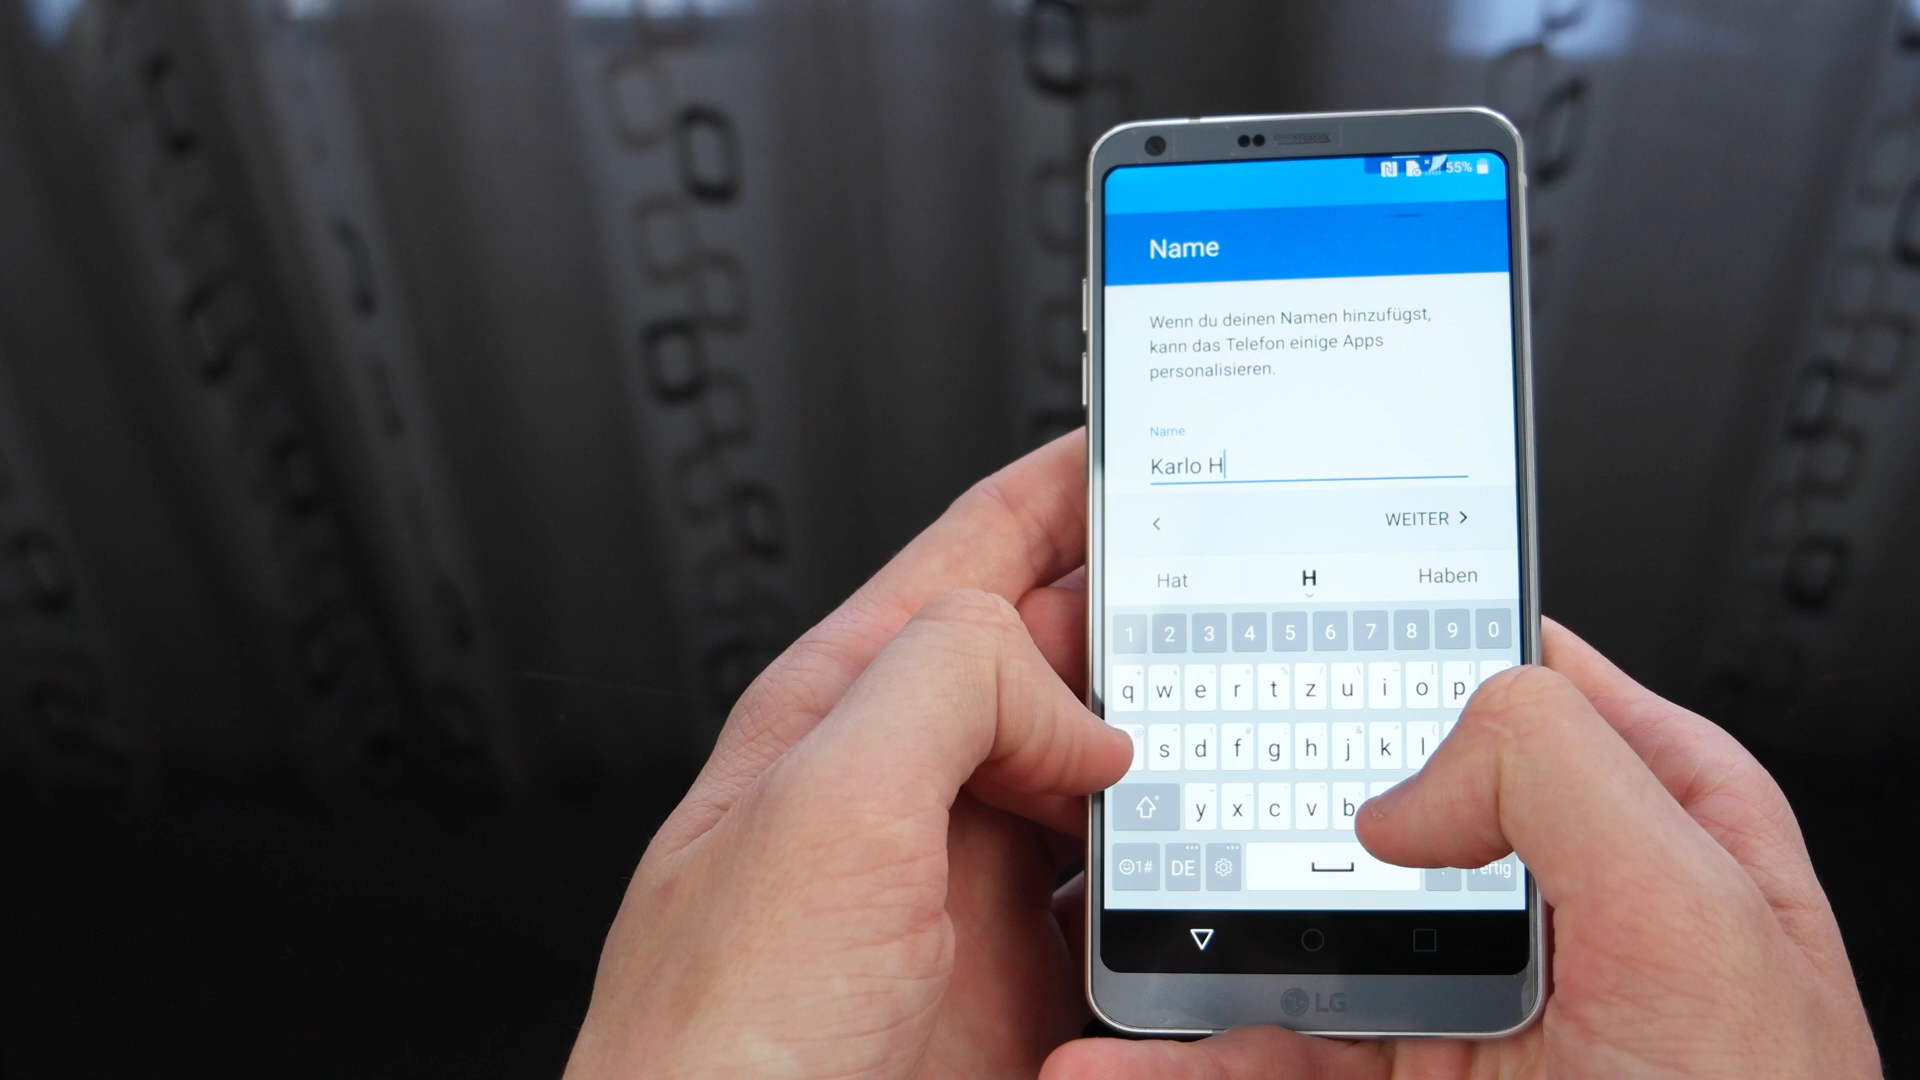 55%
Name
Wenn du deinen Namen hinzufügst,
kann das Telefon einige Apps
personalisieren.
Name
Karlo H
WEITER
Hat H Haben
1 2 3 4 5 6 7 8 9 0
q w e r t z u i o p
s d f g h j k l
y x c v b
1# DE
LG